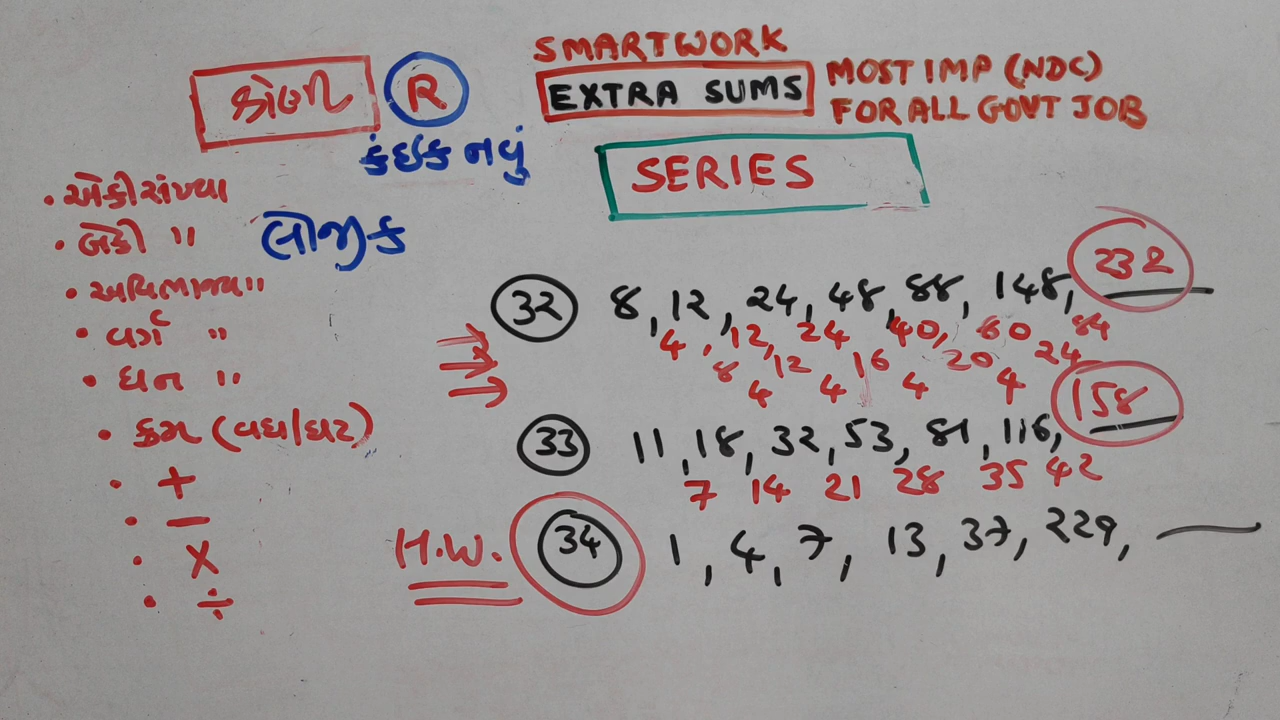 SMARTWORK
શ્રેણી R EXTRA SUMS MOST IMP (NDC)
FOR ALL GOVT JOB
કંઇક નવું
SERIES
• એકી સંખ્યા
• બેકી " લોજીક
• અવિભાજ્ય "
• વર્ગ "
• ઘન "
• ક્રમ (વધ/ઘટ)
• +
• −
• ×
• ÷
32 8, 12, 24, 48, 88, 148, 232
4, 12, 24 40, 60 84
8 12 16 20 24
4 4 4 4
33 11, 18, 32, 53, 81, 116, 158
7 14 21 28 35 42
H.W. 34 1, 4, 7, 13, 37, 229, __